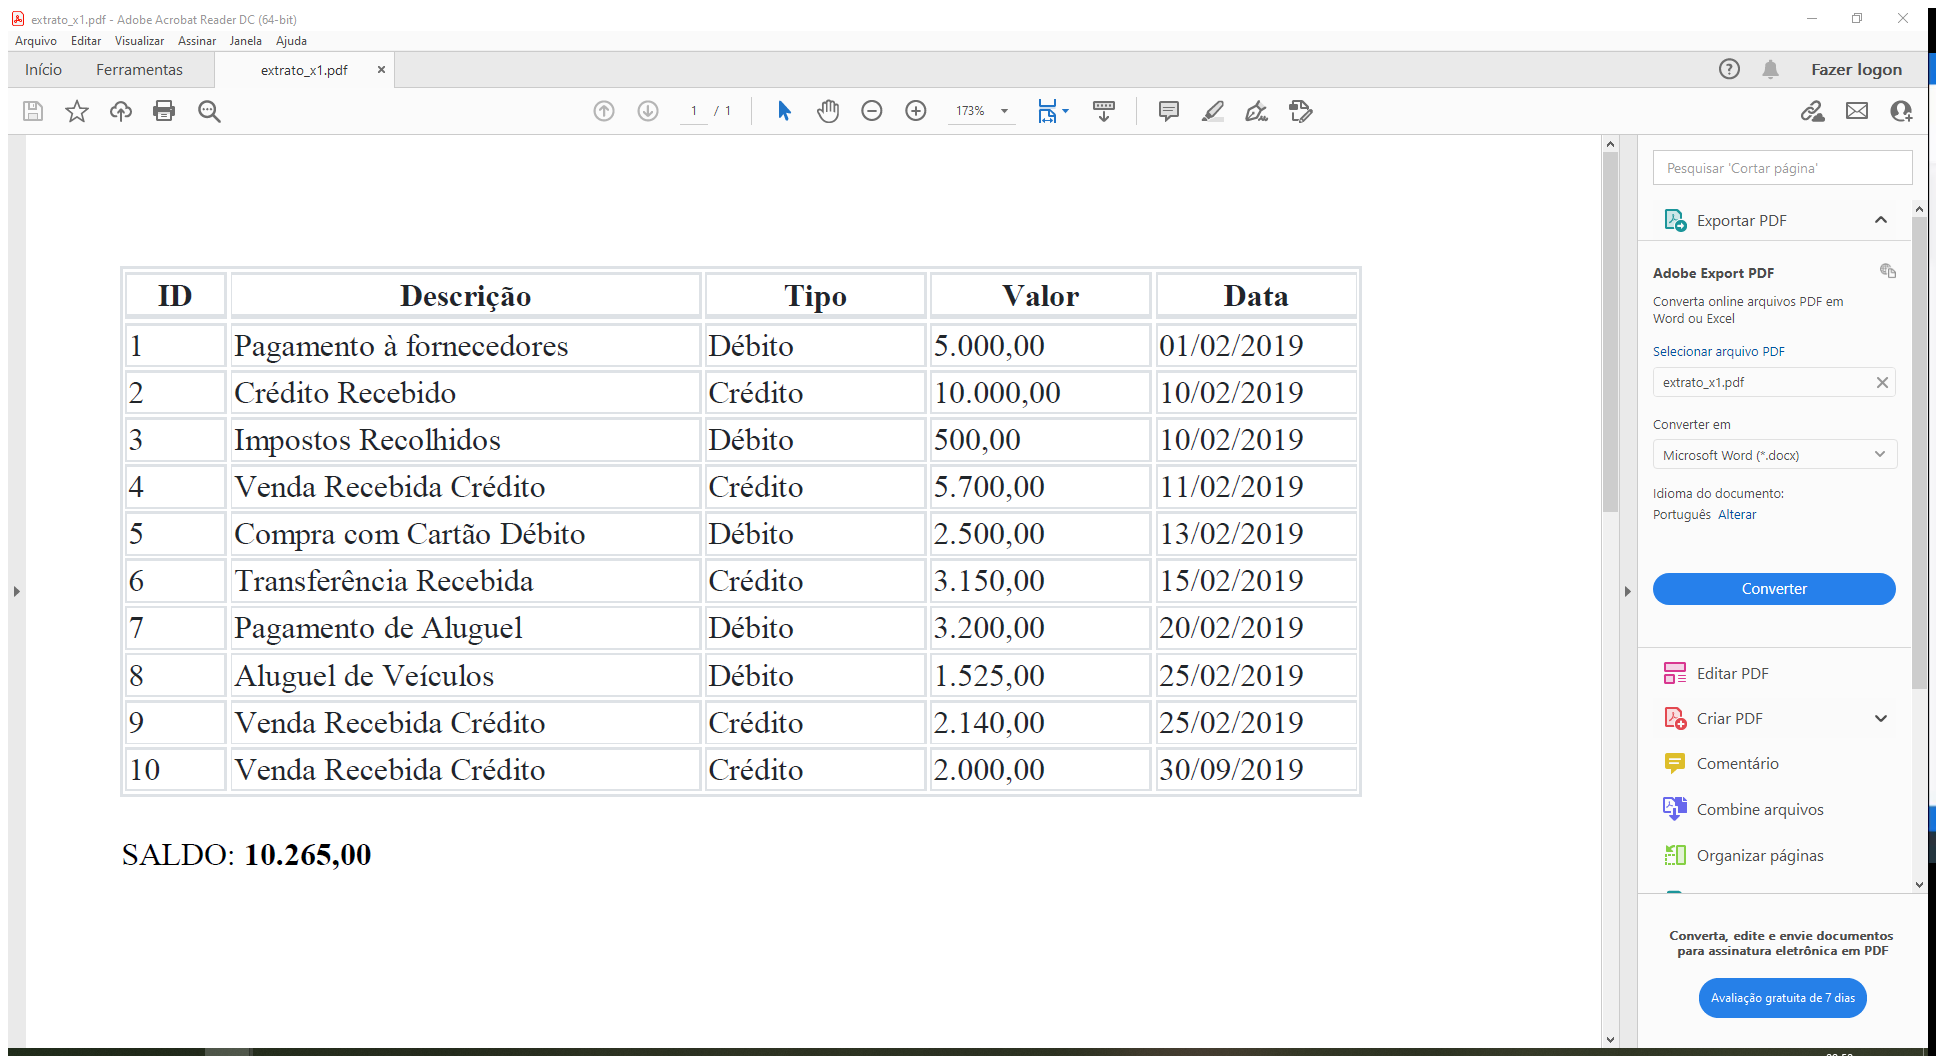 extrato_x1.pdf - Adobe Acrobat Reader DC (64-bit)
Arquivo Editar Visualizar Assinar Janela Ajuda
Início Ferramentas extrato_x1.pdf Fazer logon
1 / 1 173%
Pesquisar 'Cortar página'
Exportar PDF
Adobe Export PDF
Converta online arquivos PDF em
Word ou Excel
Selecionar arquivo PDF
extrato_x1.pdf
Converter em
Microsoft Word (*.docx)
Idioma do documento:
Português Alterar
Converter
Editar PDF
Criar PDF
Comentário
Combine arquivos
Organizar páginas
Converta, edite e envie documentos
para assinatura eletrônica em PDF
Avaliação gratuita de 7 dias
ID Descrição Tipo Valor Data
1 Pagamento à fornecedores Débito 5.000,00 01/02/2019
2 Crédito Recebido Crédito 10.000,00 10/02/2019
3 Impostos Recolhidos Débito 500,00 10/02/2019
4 Venda Recebida Crédito Crédito 5.700,00 11/02/2019
5 Compra com Cartão Débito Débito 2.500,00 13/02/2019
6 Transferência Recebida Crédito 3.150,00 15/02/2019
7 Pagamento de Aluguel Débito 3.200,00 20/02/2019
8 Aluguel de Veículos Débito 1.525,00 25/02/2019
9 Venda Recebida Crédito Crédito 2.140,00 25/02/2019
10 Venda Recebida Crédito Crédito 2.000,00 30/09/2019
SALDO: 10.265,00